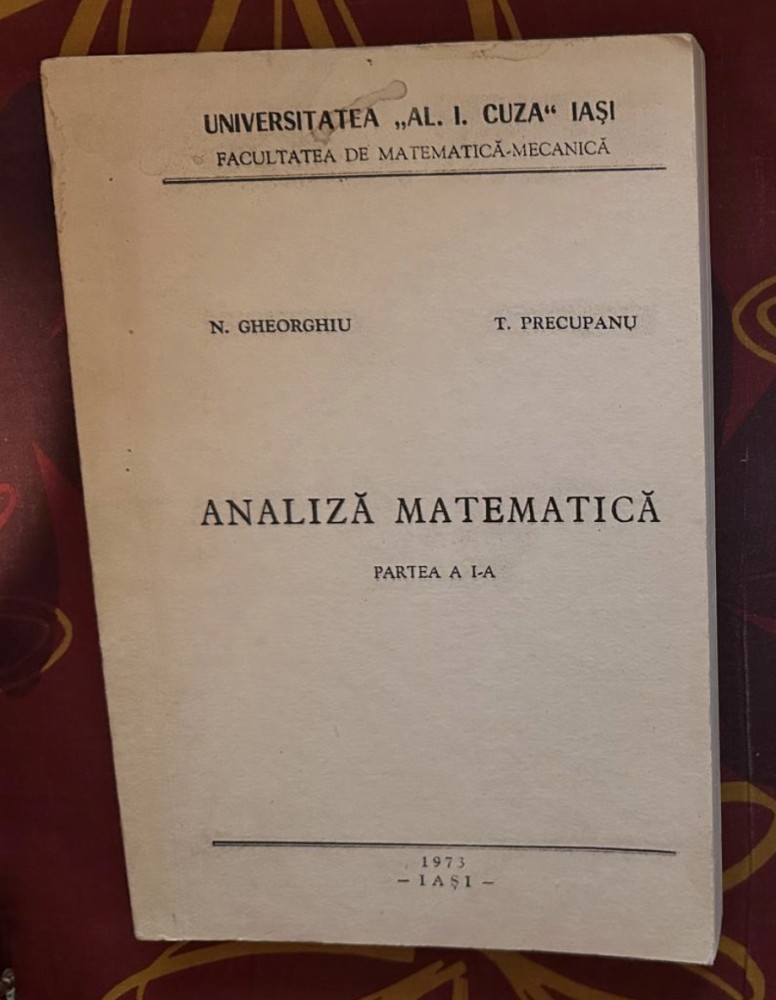 UNIVERSITATEA „AL. I. CUZA“ IAŞI
FACULTATEA DE MATEMATICĂ-MECANICĂ
N. GHEORGHIU T. PRECUPANU
ANALIZĂ MATEMATICĂ
PARTEA A I-A
1973
– IAŞI –